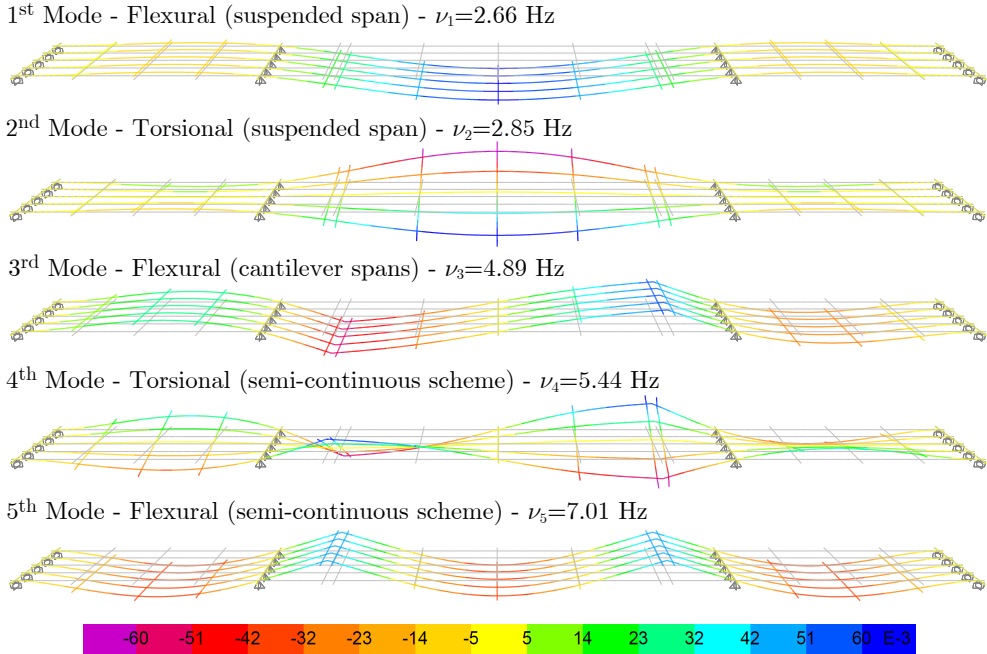 1st Mode - Flexural (suspended span) - ν1=2.66 Hz
2nd Mode - Torsional (suspended span) - ν2=2.85 Hz
3rd Mode - Flexural (cantilever spans) - ν3=4.89 Hz
4th Mode - Torsional (semi-continuous scheme) - ν4=5.44 Hz
5th Mode - Flexural (semi-continuous scheme) - ν5=7.01 Hz
-60 -51 -42 -32 -23 -14 -5 5 14 23 32 42 51 60 E-3